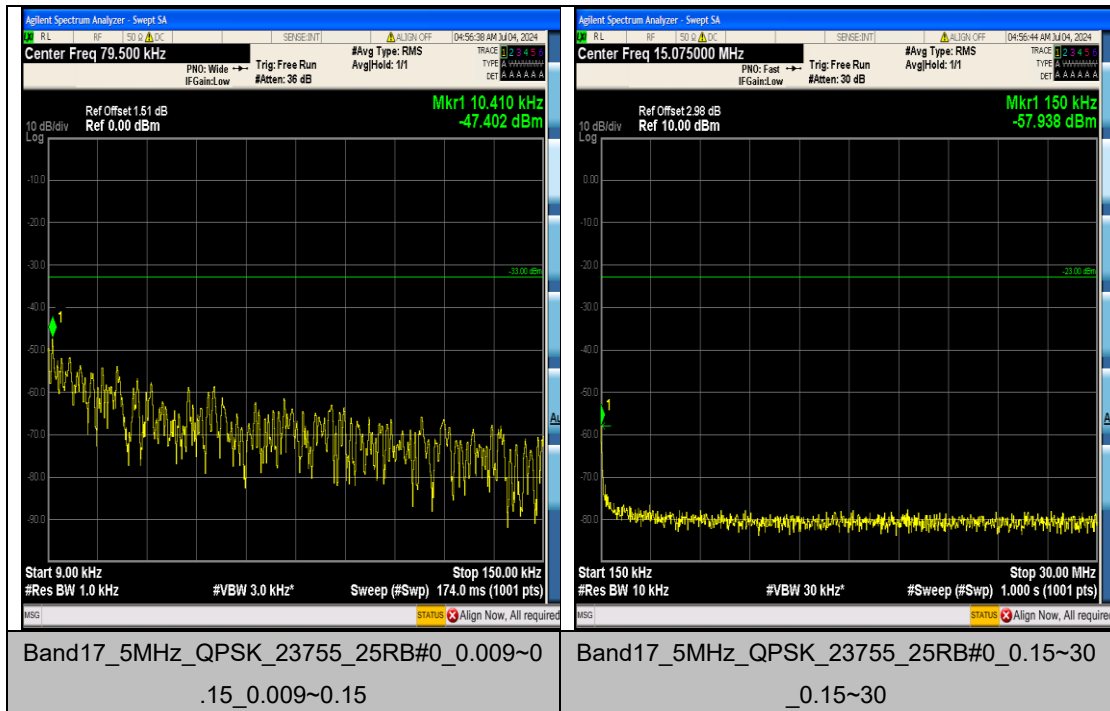 Agilent Spectrum Analyzer - Swept SA
RL RF 50 Ω DC SENSE:INT ALIGN OFF 04:56:38 AM Jul 04, 2024
Center Freq 79.500 kHz
#Avg Type: RMS
TRACE 1 2 3 4 5 6
PNO: Wide Trig: Free Run Avg|Hold: 1/1
TYPE A
IFGain:Low #Atten: 36 dB
DET A A A A A A
Mkr1 10.410 kHz
Ref Offset 1.51 dB
-47.402 dBm
10 dB/div Ref 0.00 dBm
Log
-10.0
-20.0
-30.0
-33.00 dBm
-40.0
1
-50.0
-60.0
-70.0
-80.0
-90.0
Start 9.00 kHz Stop 150.00 kHz
#Res BW 1.0 kHz #VBW 3.0 kHz* Sweep (#Swp) 174.0 ms (1001 pts)
MSG STATUS Align Now, All required
Band17_5MHz_QPSK_23755_25RB#0_0.009~0
.15_0.009~0.15
Agilent Spectrum Analyzer - Swept SA
RL RF 50 Ω DC SENSE:INT ALIGN OFF 04:56:44 AM Jul 04, 2024
Center Freq 15.075000 MHz
#Avg Type: RMS
TRACE 1 2 3 4 5 6
PNO: Fast Trig: Free Run Avg|Hold: 1/1
TYPE A
IFGain:Low #Atten: 30 dB
DET A A A A A A
Mkr1 150 kHz
Ref Offset 2.98 dB
-57.938 dBm
10 dB/div Ref 10.00 dBm
Log
0.00
-10.0
-20.0
-23.00 dBm
-30.0
-40.0
-50.0
1
-60.0
-70.0
-80.0
Start 150 kHz Stop 30.00 MHz
#Res BW 10 kHz #VBW 30 kHz* #Sweep (#Swp) 1.000 s (1001 pts)
MSG STATUS Align Now, All require
Band17_5MHz_QPSK_23755_25RB#0_0.15~30
_0.15~30